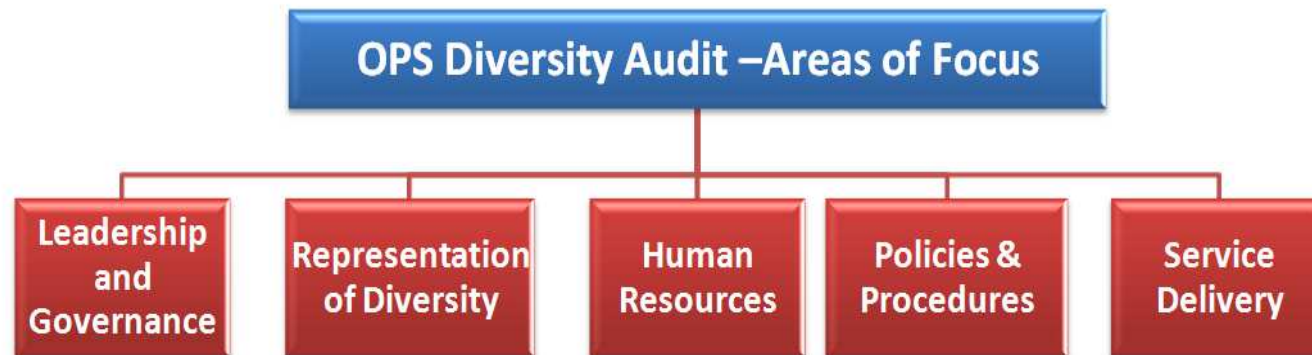 OPS Diversity Audit –Areas of Focus
Leadership
and
Governance
Representation
of Diversity
Human
Resources
Policies &
Procedures
Service
Delivery